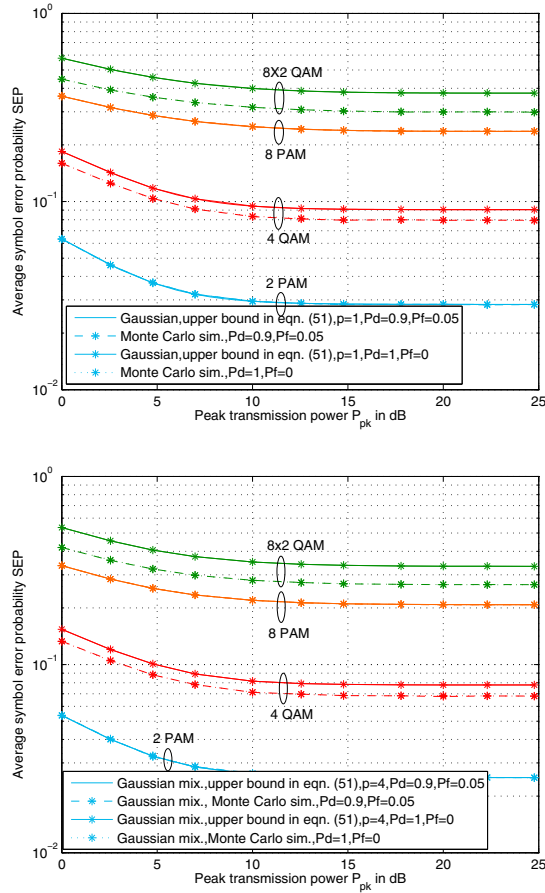 10^0
8X2 QAM
8 PAM
10^-1
4 QAM
2 PAM
Gaussian,upper bound in eqn. (51),p=1,Pd=0.9,Pf=0.05
Monte Carlo sim.,Pd=0.9,Pf=0.05
Gaussian,upper bound in eqn. (51),p=1,Pd=1,Pf=0
Monte Carlo sim.,Pd=1,Pf=0
10^-2
0 5 10 15 20 25
Peak transmission power P_pk in dB
Average symbol error probability SEP
10^0
8x2 QAM
8 PAM
10^-1
4 QAM
2 PAM
Gaussian mix.,upper bound in eqn. (51),p=4,Pd=0.9,Pf=0.05
Gaussian mix., Monte Carlo sim.,Pd=0.9,Pf=0.05
Gaussian mix.,upper bound in eqn. (51),p=4,Pd=1,Pf=0
Gaussian mix.,Monte Carlo sim.,Pd=1,Pf=0
10^-2
0 5 10 15 20 25
Peak transmission power P_pk in dB
Average symbol error probability SEP